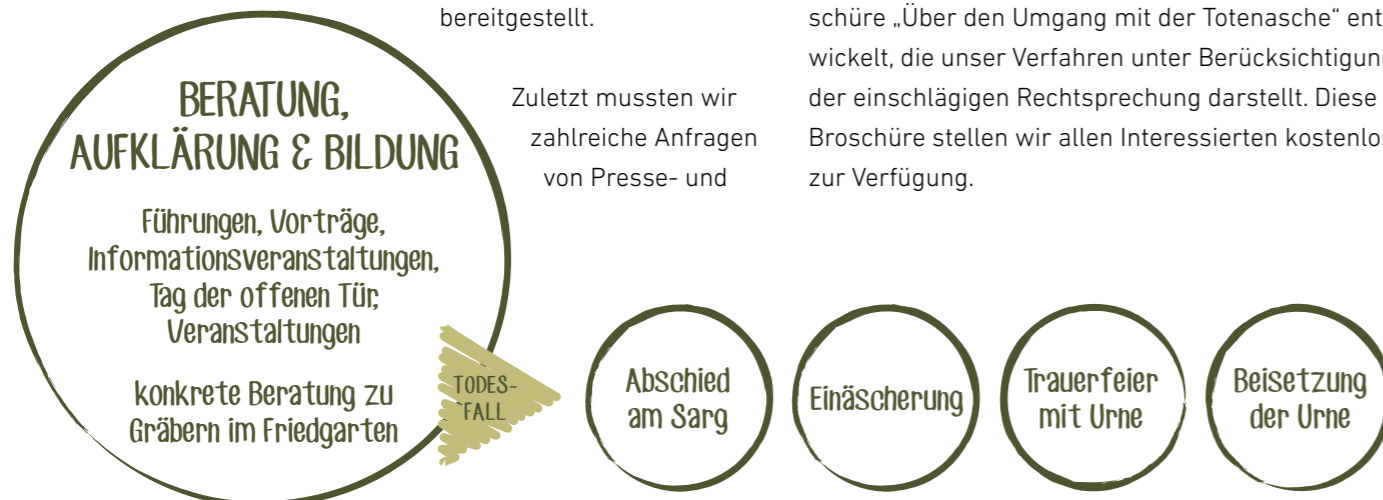 bereitgestellt.
Zuletzt mussten wir
zahlreiche Anfragen
von Presse- und
schüre „Über den Umgang mit der Totenasche“ ent
wickelt, die unser Verfahren unter Berücksichtigung
der einschlägigen Rechtsprechung darstellt. Diese
Broschüre stellen wir allen Interessierten kostenlos
zur Verfügung.
BERATUNG,
AUFKLÄRUNG & BILDUNG
Führungen, Vorträge,
Informationsveranstaltungen,
Tag der offenen Tür,
Veranstaltungen
konkrete Beratung zu
Gräbern im Friedgarten
TODES-
FALL
Abschied
am Sarg
Einäscherung
Trauerfeier
mit Urne
Beisetzung
der Urne